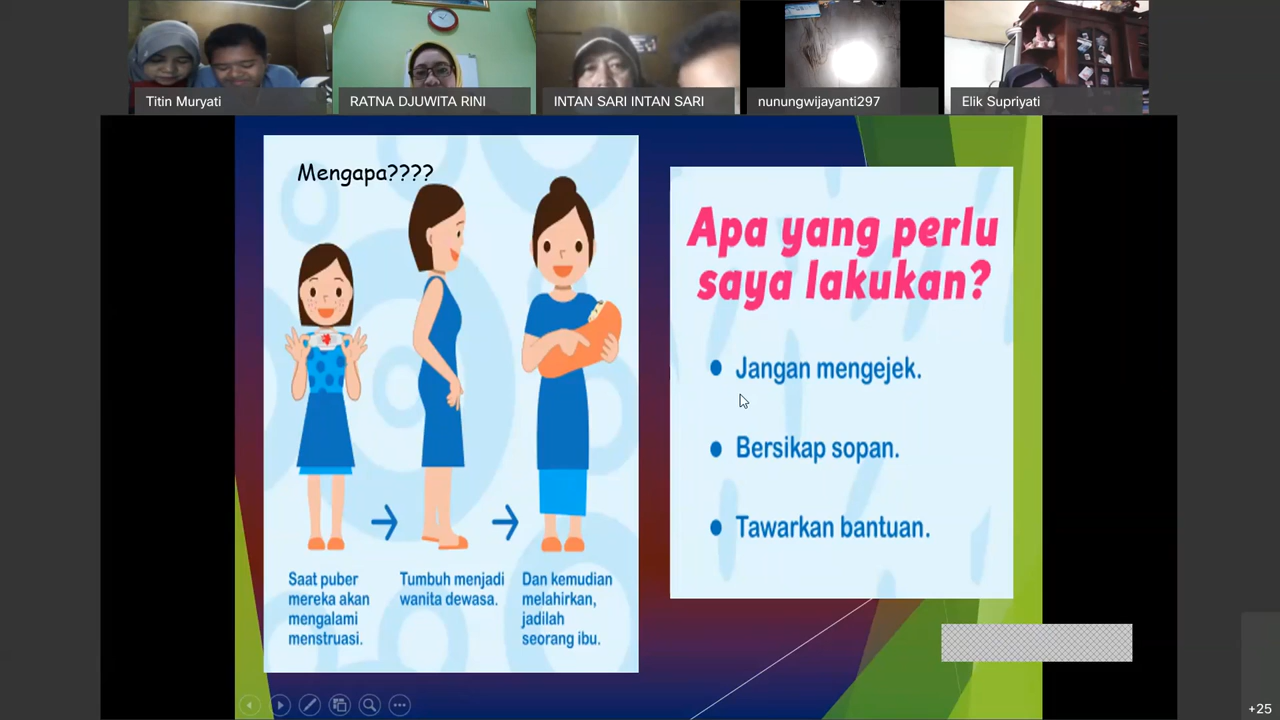 Titin Muryati
RATNA DJUWITA RINI
INTAN SARI INTAN SARI
nunungwijayanti297
Elik Supriyati
Mengapa????
Saat puber
mereka akan
mengalami
menstruasi.
Tumbuh menjadi
wanita dewasa.
Dan kemudian
melahirkan,
jadilah
seorang ibu.
Apa yang perlu
saya lakukan?
• Jangan mengejek.
• Bersikap sopan.
• Tawarkan bantuan.
+25